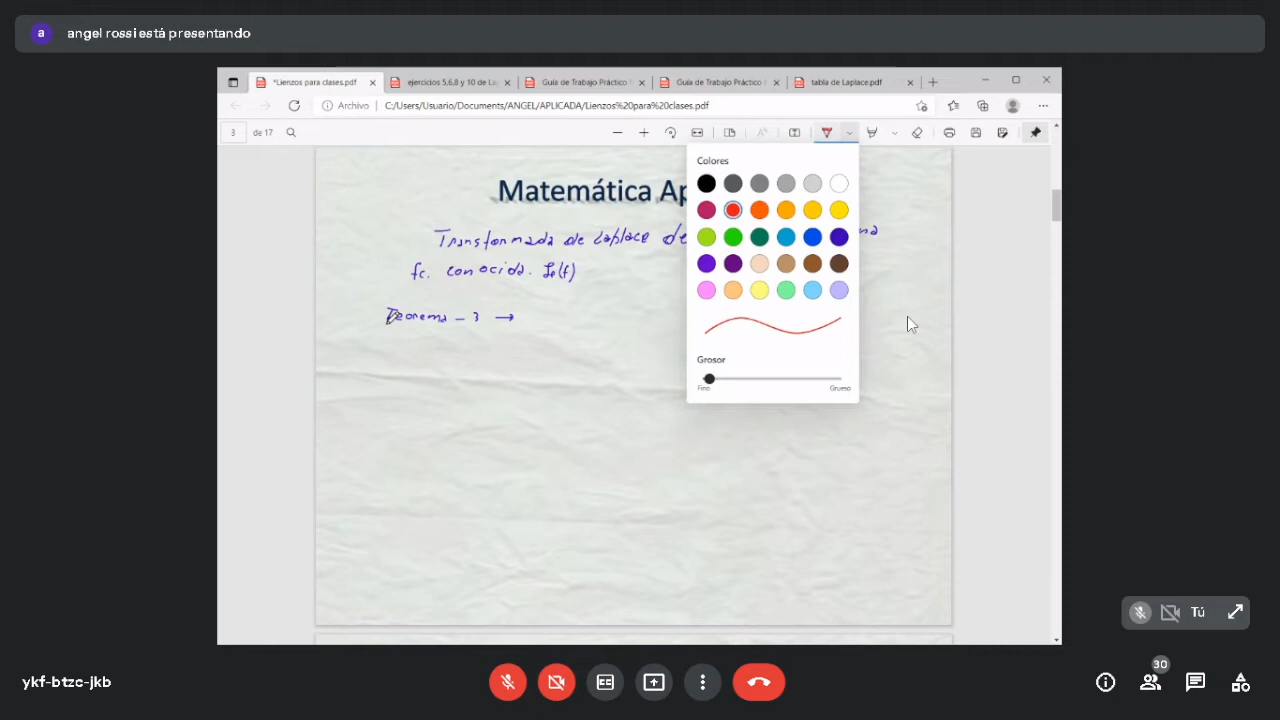 a angel rossi está presentando
*Lienzos para clases.pdf
ejercicios 5,6,8 y 10 de La
Guía de Trabajo Práctico
Guía de Trabajo Práctico
tabla de Laplace.pdf
Archivo C:/Users/Usuario/Documents/ANGEL/APLICADA/Lienzos%20para%20clases.pdf
3 de 17
Colores
Matemática Ap
Transformada de Laplace de
fc. conocida.
Teorema - 3 →
Grosor
Fino Grueso
Tú
30
ykf-btzc-jkb